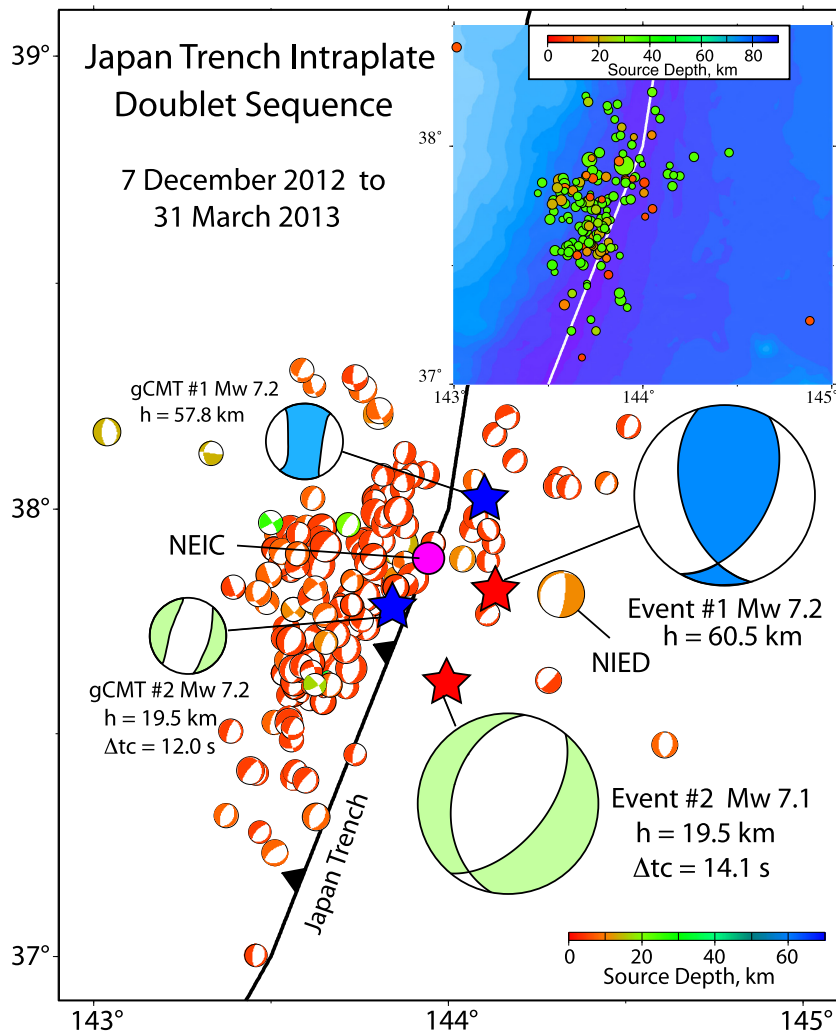 Japan Trench Intraplate
Doublet Sequence
7 December 2012 to
31 March 2013
0 20 40 60 80
Source Depth, km
38°
37°
143°
144°
145°
39°
38°
37°
gCMT #1 Mw 7.2
h = 57.8 km
NEIC
gCMT #2 Mw 7.2
h = 19.5 km
Δtc = 12.0 s
Event #1 Mw 7.2
h = 60.5 km
NIED
Event #2 Mw 7.1
h = 19.5 km
Δtc = 14.1 s
Japan Trench
0 20 40 60
Source Depth, km
143°
144°
145°